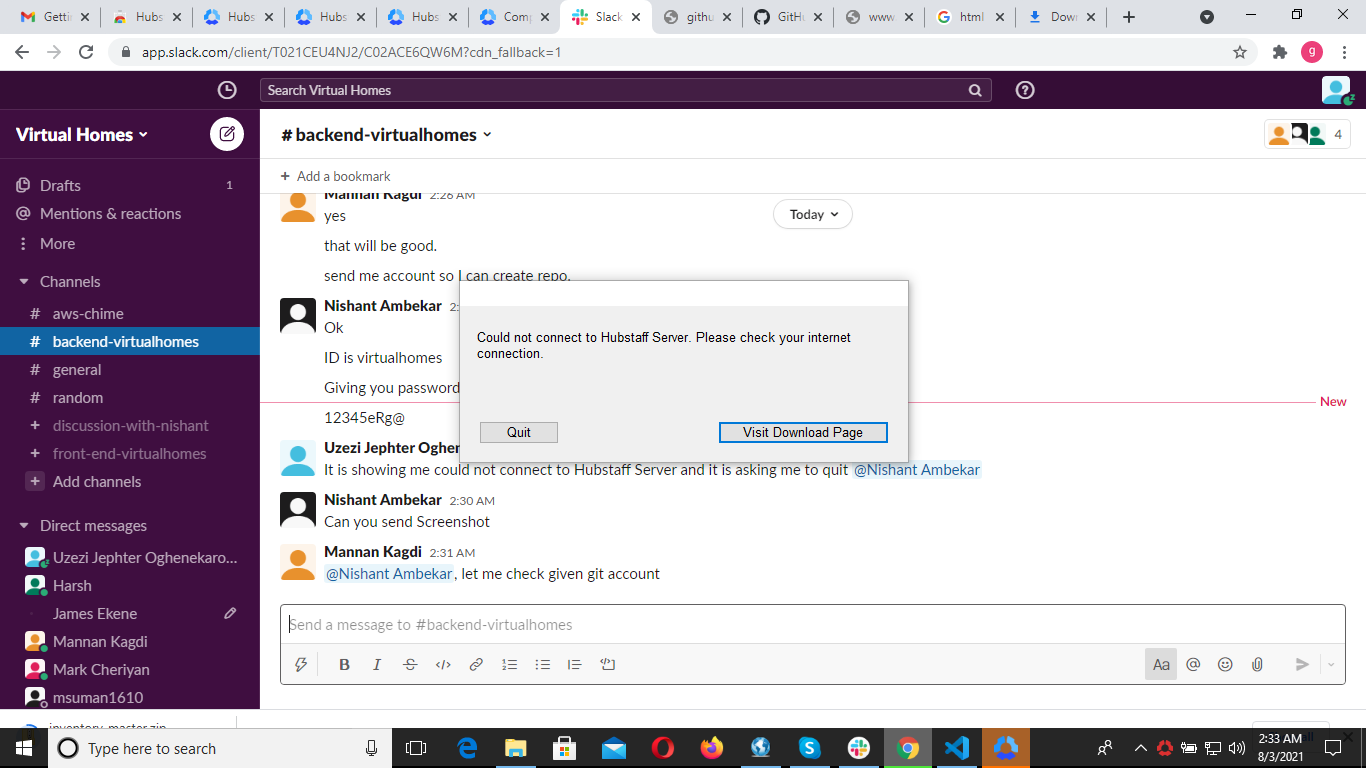 Gettin
Hubs
Hubs
Hubs
Hubs
Comp
Slack
githu
GitHu
www
html
Down
app.slack.com/client/T021CEU4NJ2/C02ACE6QW6M?cdn_fallback=1
g
Search Virtual Homes
Virtual Homes
# backend-virtualhomes
4
Add a bookmark
Drafts 1
Mentions & reactions
More
Channels
# aws-chime
# backend-virtualhomes
# general
# random
+ discussion-with-nishant
+ front-end-virtualhomes
+ Add channels
Direct messages
Uzezi Jephter Oghenekaro...
Harsh
James Ekene
Mannan Kagdi
Mark Cheriyan
msuman1610
Mannan Kagdi 2:26 AM
Today
yes
that will be good.
send me account so I can create repo.
Nishant Ambekar 2:
Ok
ID is virtualhomes
Giving you password
New
12345eRg@
Uzezi Jephter Oghen
It is showing me could not connect to Hubstaff Server and it is asking me to quit @Nishant Ambekar
Nishant Ambekar 2:30 AM
Can you send Screenshot
Mannan Kagdi 2:31 AM
@Nishant Ambekar, let me check given git account
Could not connect to Hubstaff Server. Please check your internet
connection.
Quit
Visit Download Page
Send a message to #backend-virtualhomes
B I S </> Aa @
inventory-master.zip
Type here to search
2:33 AM
8/3/2021